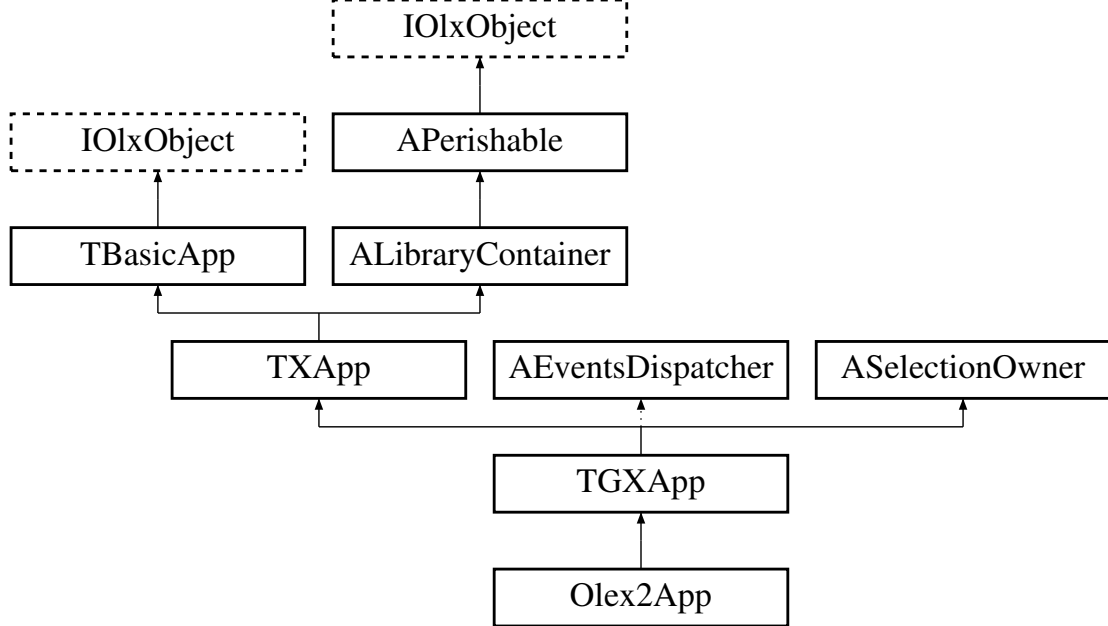 IOlxObject
IOlxObject
APerishable
TBasicApp
ALibraryContainer
TXApp
AEventsDispatcher
ASelectionOwner
TGXApp
Olex2App